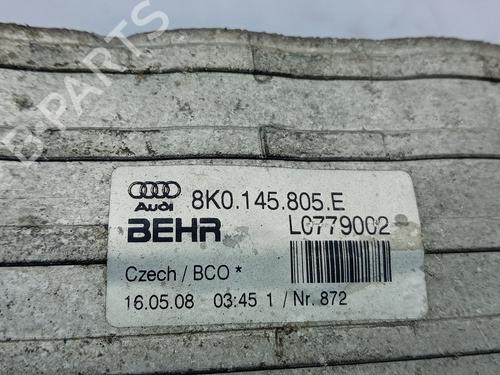 B-PARTS
Audi 8K0.145.805.E
BEHR L0779002
Czech / BCO *
16.05.08 03:45 1 / Nr. 872